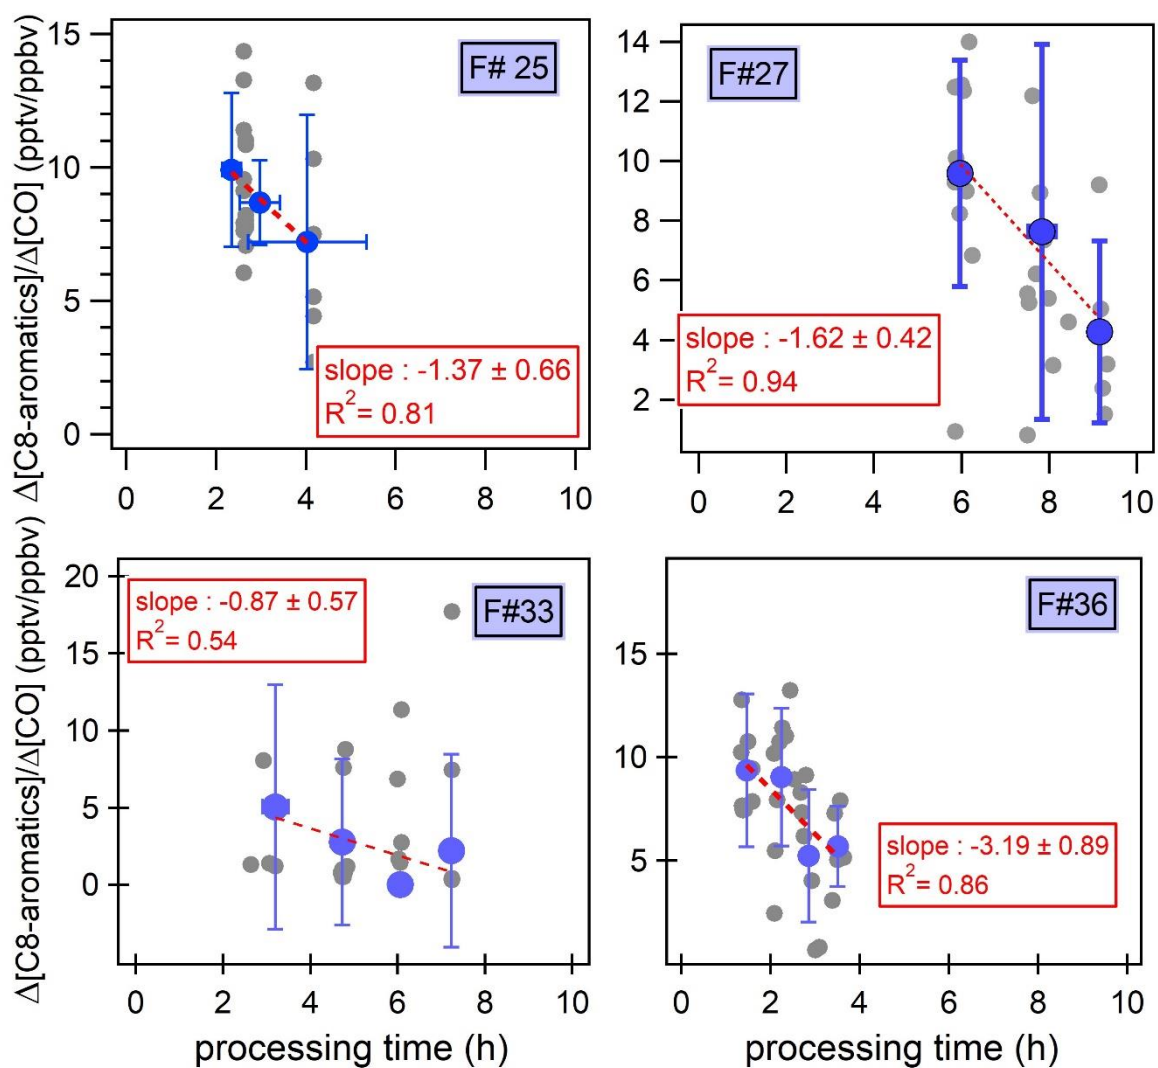 Δ[C8-aromatics]/Δ[CO] (pptv/ppbv)
15
10
5
0
F# 25
slope : -1.37 ± 0.66
R²= 0.81
0 2 4 6 8 10
14
12
10
8
6
4
2
F#27
slope : -1.62 ± 0.42
R²= 0.94
0 2 4 6 8 10
Δ[C8-aromatics]/Δ[CO] (pptv/ppbv)
20
15
10
5
0
slope : -0.87 ± 0.57
R²= 0.54
F#33
0 2 4 6 8 10
processing time (h)
15
10
5
F#36
slope : -3.19 ± 0.89
R²= 0.86
0 2 4 6 8 10
processing time (h)